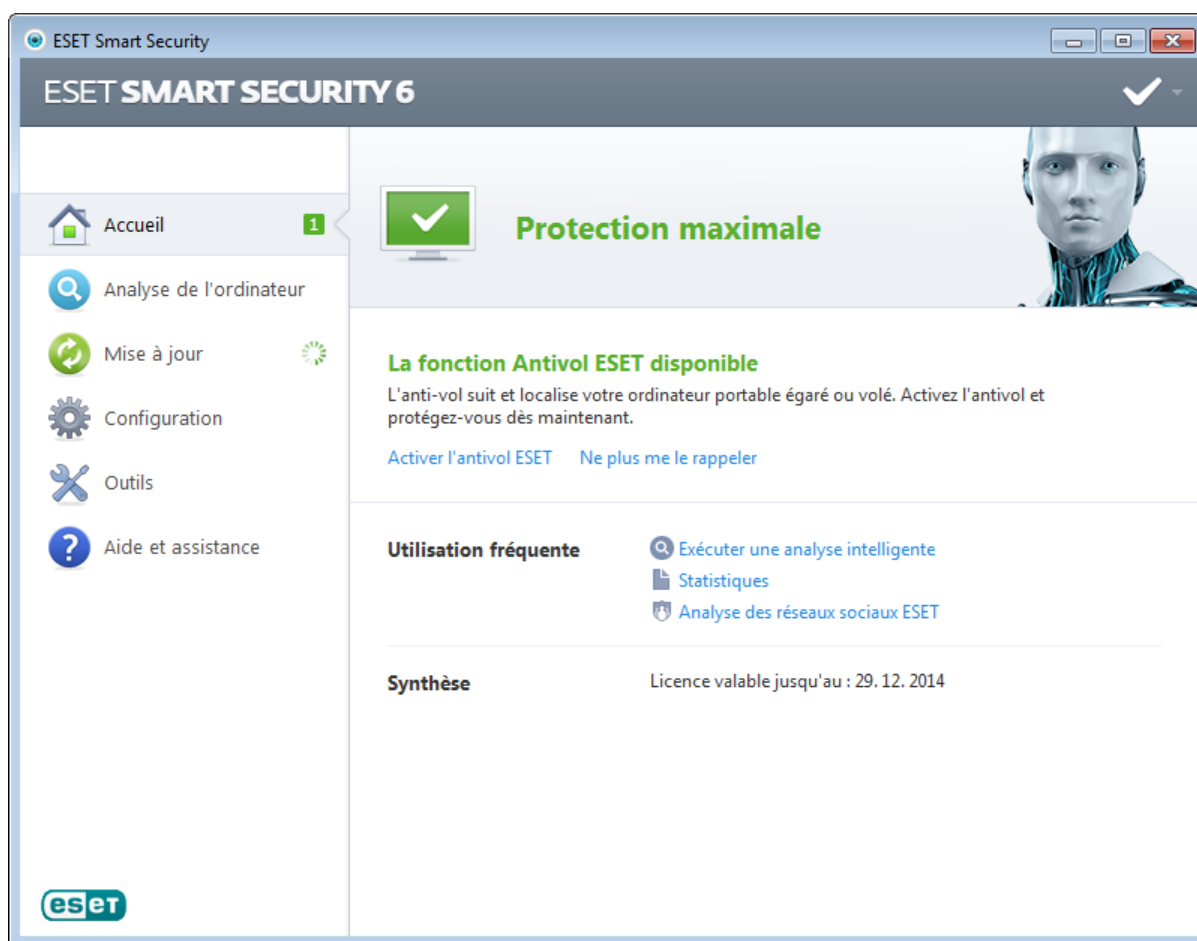 ESET Smart Security
ESET SMART SECURITY 6
Accueil 1
Analyse de l'ordinateur
Mise à jour
Configuration
Outils
? Aide et assistance
Protection maximale
La fonction Antivol ESET disponible
L'anti-vol suit et localise votre ordinateur portable égaré ou volé. Activez l'antivol et
protégez-vous dès maintenant.
Activer l'antivol ESET Ne plus me le rappeler
Utilisation fréquente
Exécuter une analyse intelligente
Statistiques
Analyse des réseaux sociaux ESET
Synthèse
Licence valable jusqu'au : 29. 12. 2014
eseT